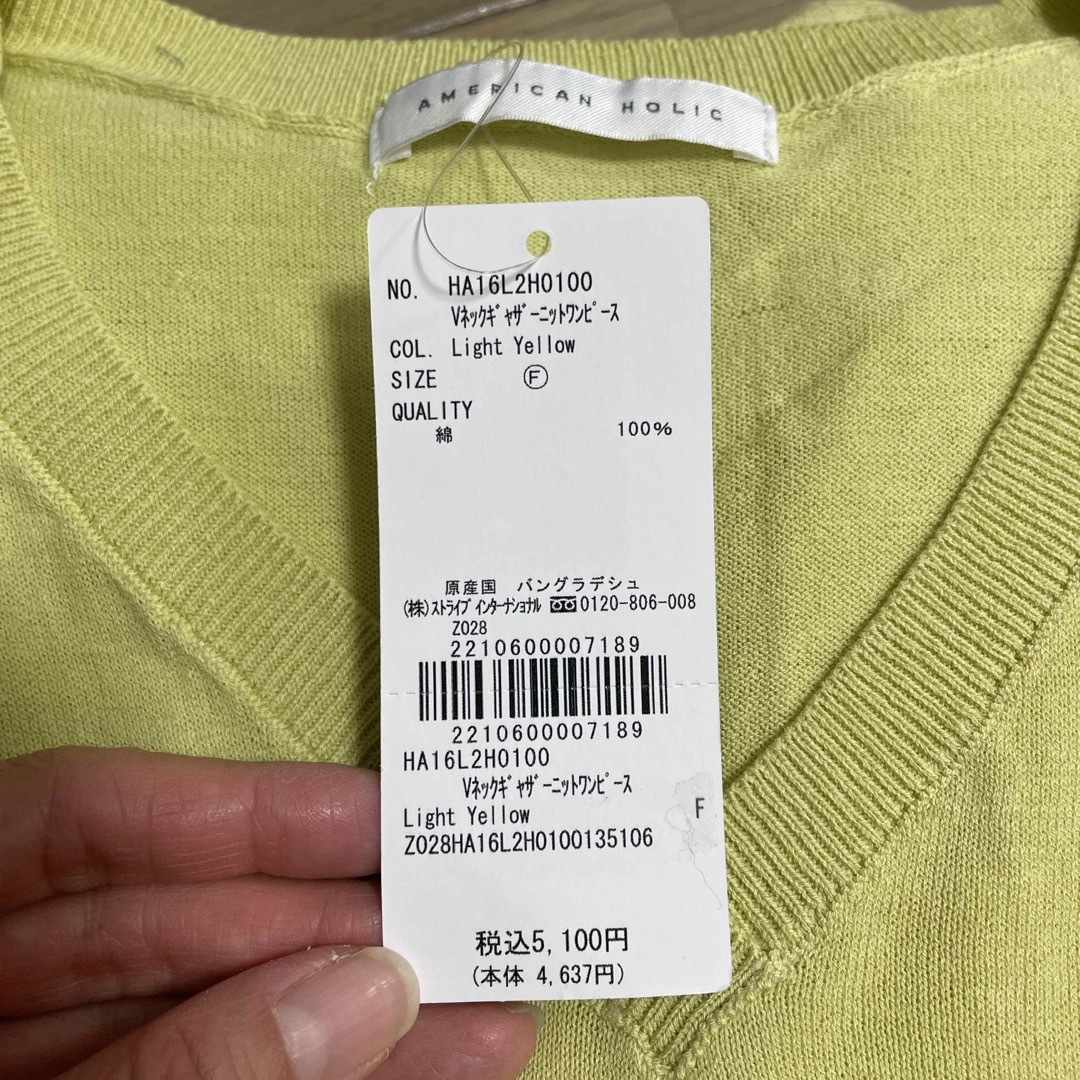 AMERICAN HOLIC
NO. HA16L2H0100
Vﾈｯｸｷﾞｬｻﾞｰﾆｯﾄﾜﾝﾋﾟｰｽ
COL. Light Yellow
SIZE Ⓕ
QUALITY
綿 100%
原産国 バングラデシュ
(株)ｽﾄﾗｲﾌﾟ ｲﾝﾀｰﾅｼｮﾅﾙ 0120-806-008
Z028
2210600007189
2210600007189
HA16L2H0100
Vﾈｯｸｷﾞｬｻﾞｰﾆｯﾄﾜﾝﾋﾟｰｽ
F
Light Yellow
Z028HA16L2H0100135106
税込5,100円
(本体 4,637円)